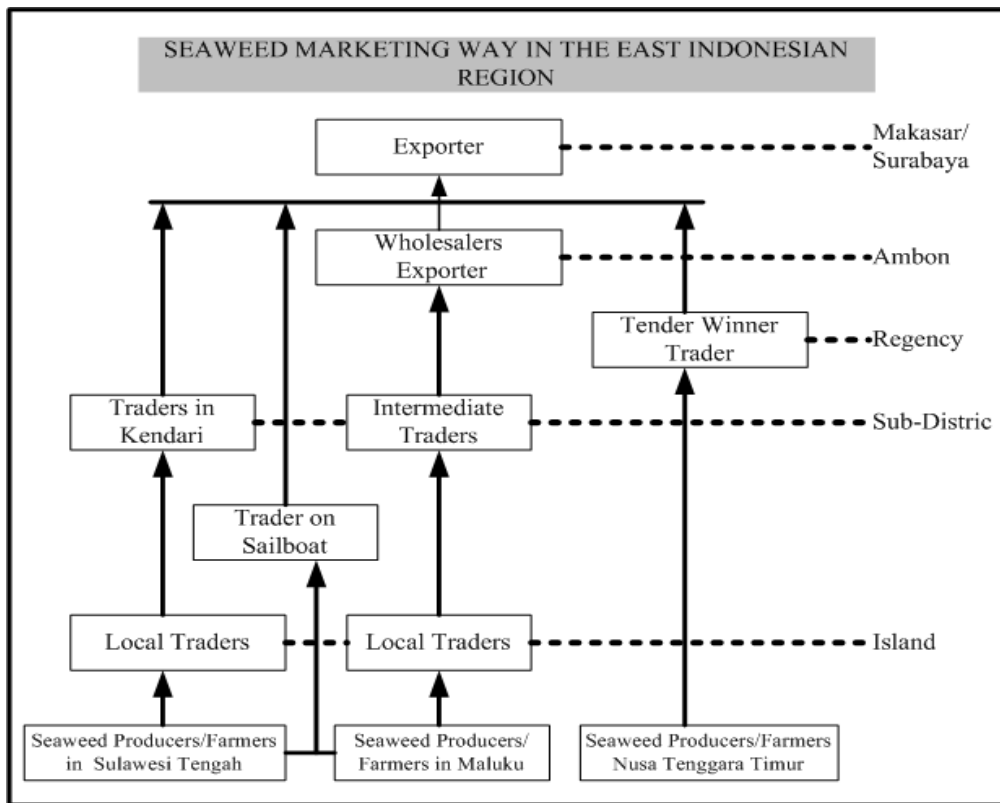 SEAWEED MARKETING WAY IN THE EAST INDONESIAN
REGION
Exporter
Makasar/
Surabaya
Wholesalers
Exporter
Ambon
Tender Winner
Trader
Regency
Traders in
Kendari
Intermediate
Traders
Sub-Distric
Trader on
Sailboat
Local Traders
Local Traders
Island
Seaweed Producers/Farmers
in Sulawesi Tengah
Seaweed Producers/
Farmers in Maluku
Seaweed Producers/Farmers
Nusa Tenggara Timur